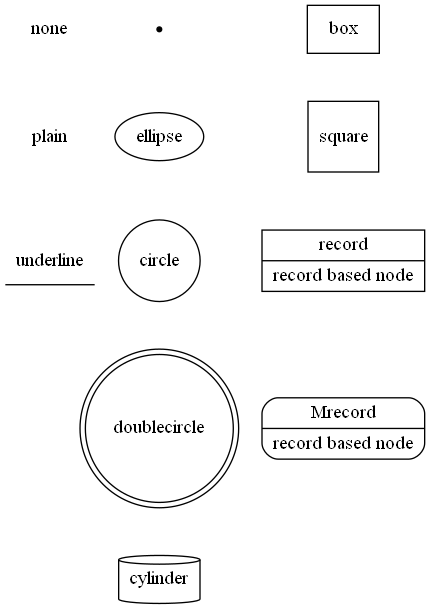 none
box
plain
ellipse
square
underline
circle
record
record based node
doublecircle
Mrecord
record based node
cylinder